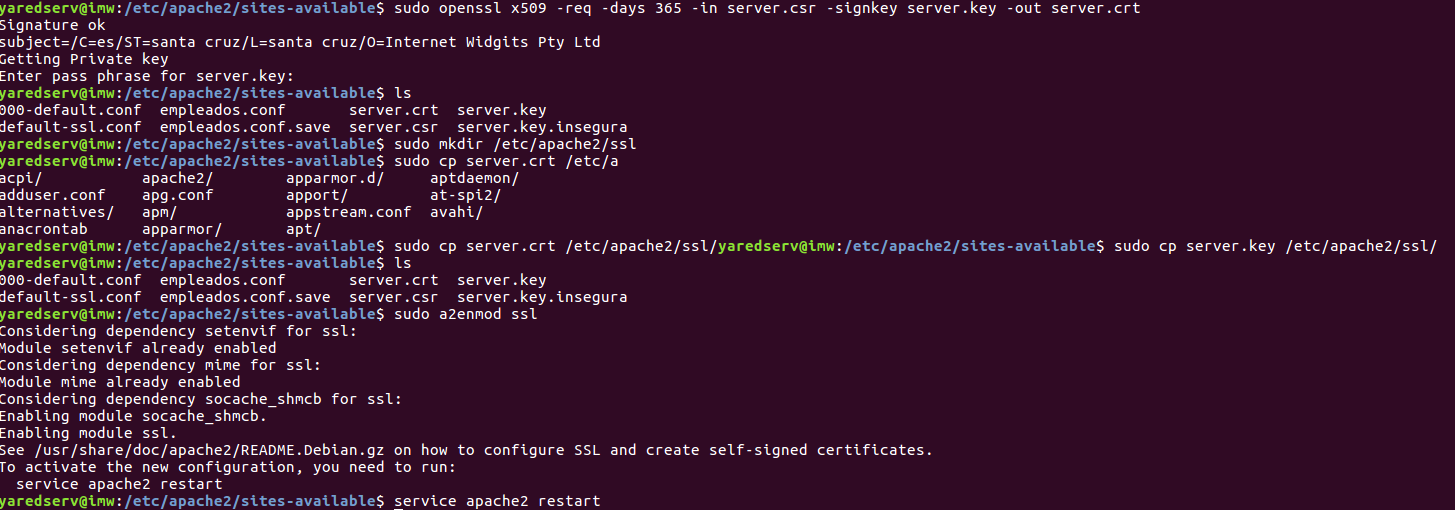 yaredserv@imw:/etc/apache2/sites-available$ sudo openssl x509 -req -days 365 -in server.csr -signkey server.key -out server.crt
Signature ok
subject=/C=es/ST=santa cruz/L=santa cruz/O=Internet Widgits Pty Ltd
Getting Private key
Enter pass phrase for server.key:
yaredserv@imw:/etc/apache2/sites-available$ ls
000-default.conf  empleados.conf       server.crt  server.key
default-ssl.conf  empleados.conf.save  server.csr  server.key.insegura
yaredserv@imw:/etc/apache2/sites-available$ sudo mkdir /etc/apache2/ssl
yaredserv@imw:/etc/apache2/sites-available$ sudo cp server.crt /etc/a
acpi/           apache2/        apparmor.d/     aptdaemon/
adduser.conf    apg.conf        apport/         at-spi2/
alternatives/   apm/            appstream.conf  avahi/
anacrontab      apparmor/       apt/
yaredserv@imw:/etc/apache2/sites-available$ sudo cp server.crt /etc/apache2/ssl/yaredserv@imw:/etc/apache2/sites-available$ sudo cp server.key /etc/apache2/ssl/
yaredserv@imw:/etc/apache2/sites-available$ ls
000-default.conf  empleados.conf       server.crt  server.key
default-ssl.conf  empleados.conf.save  server.csr  server.key.insegura
yaredserv@imw:/etc/apache2/sites-available$ sudo a2enmod ssl
Considering dependency setenvif for ssl:
Module setenvif already enabled
Considering dependency mime for ssl:
Module mime already enabled
Considering dependency socache_shmcb for ssl:
Enabling module socache_shmcb.
Enabling module ssl.
See /usr/share/doc/apache2/README.Debian.gz on how to configure SSL and create self-signed certificates.
To activate the new configuration, you need to run:
  service apache2 restart
yaredserv@imw:/etc/apache2/sites-available$ service apache2 restart